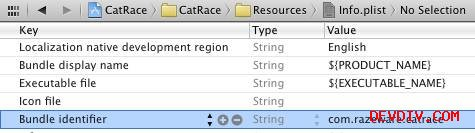 CatRace CatRace Resources Info.plist No Selection
Key Type Value
Localization native development region String English
Bundle display name String ${PRODUCT_NAME}
Executable file String ${EXECUTABLE_NAME}
Icon file String
Bundle identifier String com.razeware.catrace
DEVDIV.COM